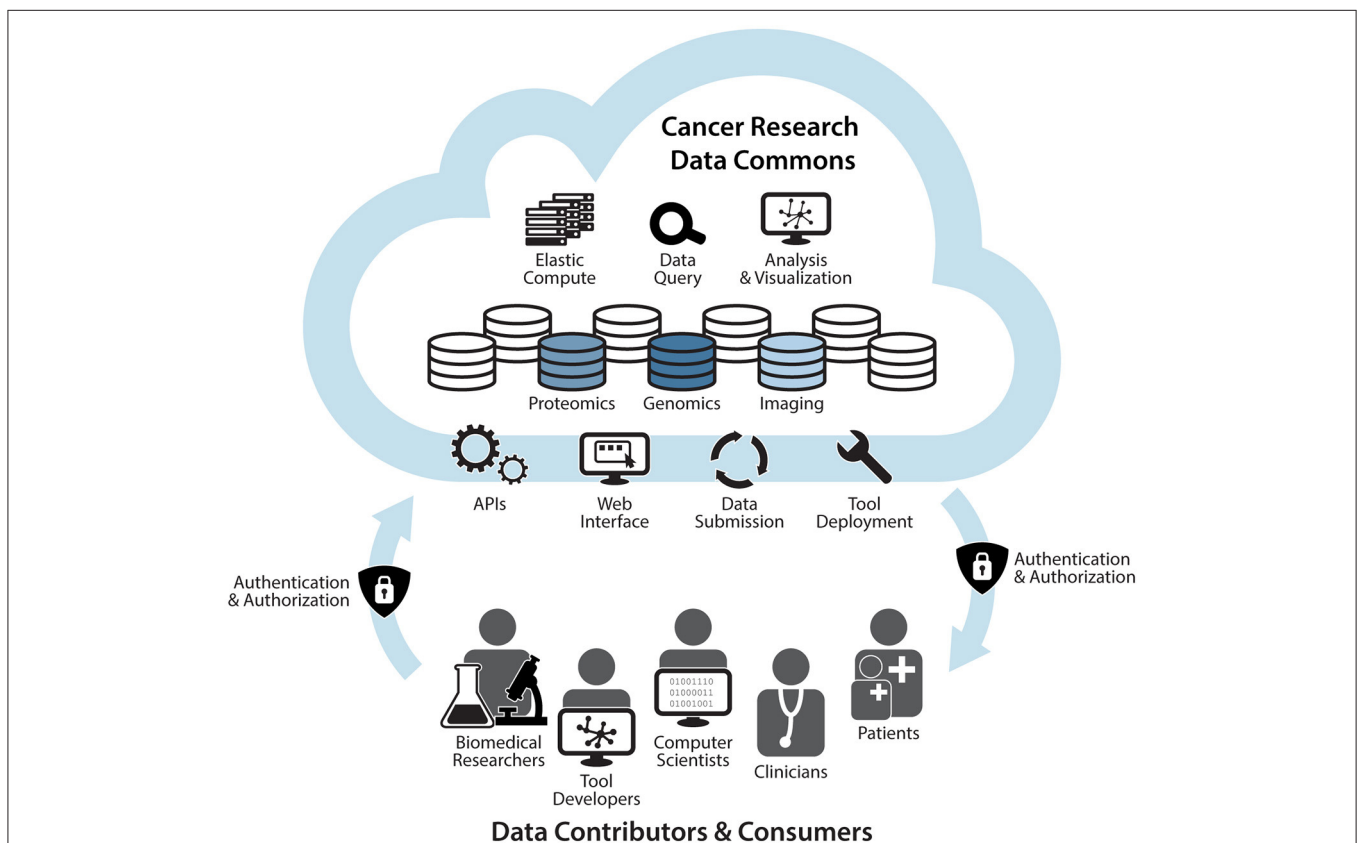 Cancer Research
Data Commons
Elastic
Compute
Data
Query
Analysis
& Visualization
Proteomics
Genomics
Imaging
APIs
Web
Interface
Data
Submission
Tool
Deployment
Authentication
& Authorization
Authentication
& Authorization
01001110
01000011
01001001
Biomedical
Researchers
Tool
Developers
Computer
Scientists
Clinicians
Patients
Data Contributors & Consumers